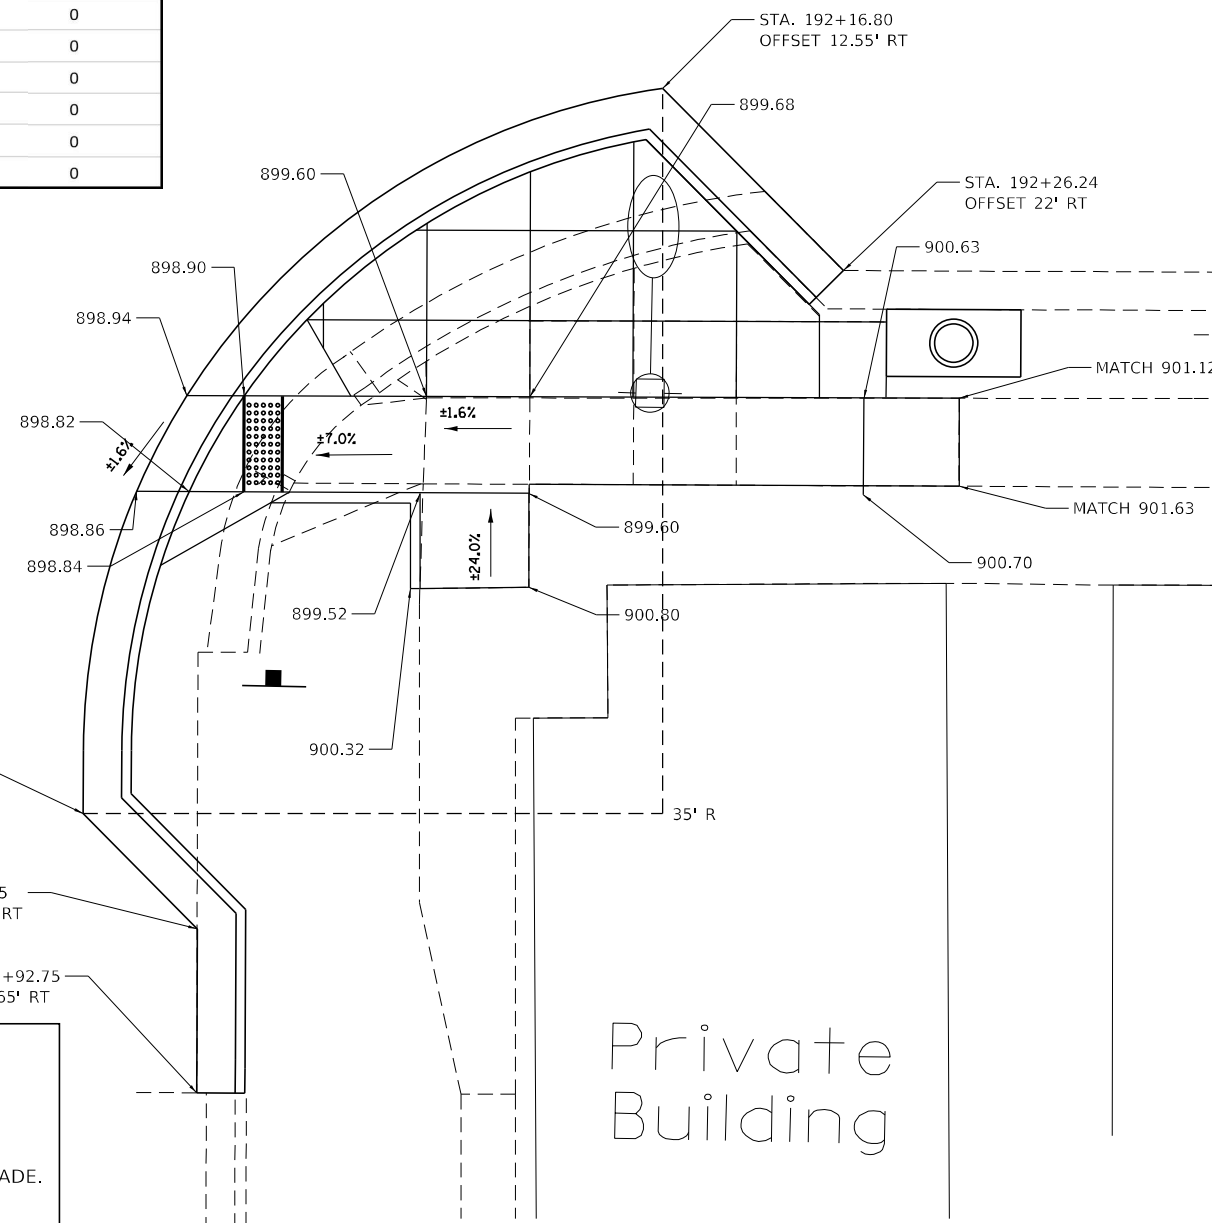 0
0
0
0
0
0
STA. 192+16.80
OFFSET 12.55' RT
899.68
899.60
STA. 192+26.24
OFFSET 22' RT
900.63
898.90
898.94
MATCH 901.12
898.82
±1.6%
±7.0%
±1.6%
MATCH 901.63
898.86
899.60
±24.0%
898.84
900.70
899.52
900.80
900.32
35' R
5
RT
+92.75
55' RT
Private
Building
ADE.